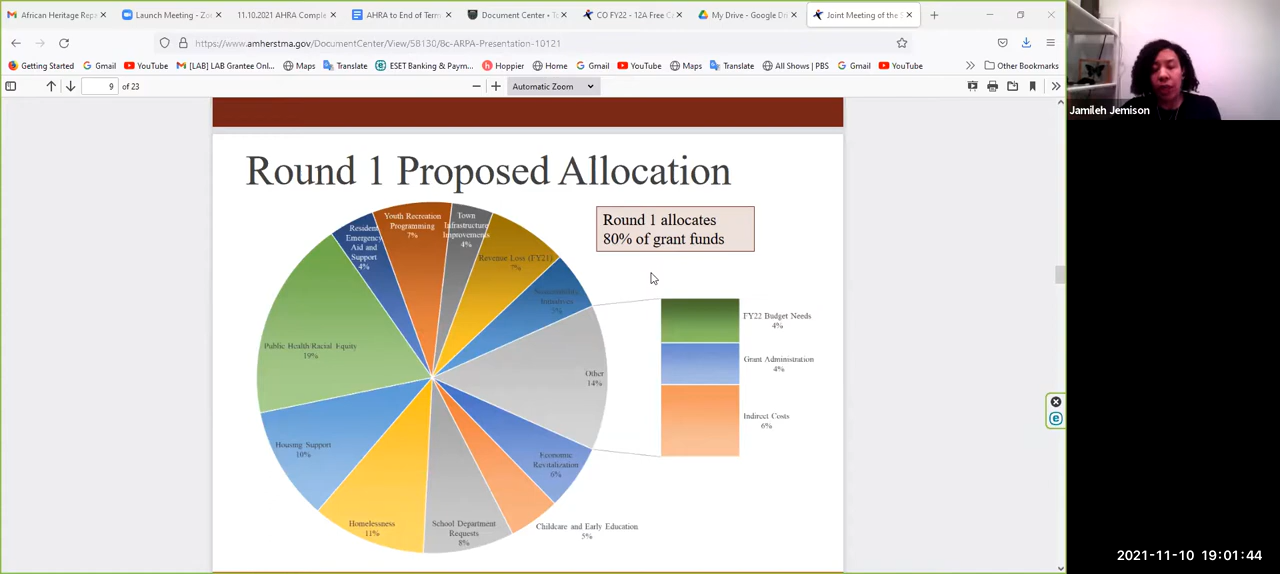 African Heritage Repa
Launch Meeting - Zo
11.10.2021 AHRA Comple
AHRA to End of Term
Document Center • To
CO FY22 - 12A Free C
My Drive - Google Dri
Joint Meeting of the S
https://www.amherstma.gov/DocumentCenter/View/58130/8c-ARPA-Presentation-10121
Getting Started
Gmail
YouTube
[LAB] LAB Grantee Onl...
Maps
Translate
ESET Banking & Paym...
Hoppier
Home
Gmail
YouTube
Maps
Translate
All Shows | PBS
Gmail
YouTube
Other Bookmarks
9 of 23
Automatic Zoom
Jamileh Jemison
Round 1 Proposed Allocation
Round 1 allocates
80% of grant funds
Resident
Emergency
Aid and
Support
4%
Youth Recreation
Programming
7%
Town
Infrastructure
Improvements
4%
Revenue Loss (FY21)
7%
Sustainability
Initiatives
5%
Other
14%
FY22 Budget Needs
4%
Grant Administration
4%
Indirect Costs
6%
Public Health/Racial Equity
19%
Housing Support
10%
Homelessness
11%
School Department
Requests
8%
Childcare and Early Education
5%
Economic
Revitalization
6%
2021-11-10 19:01:44